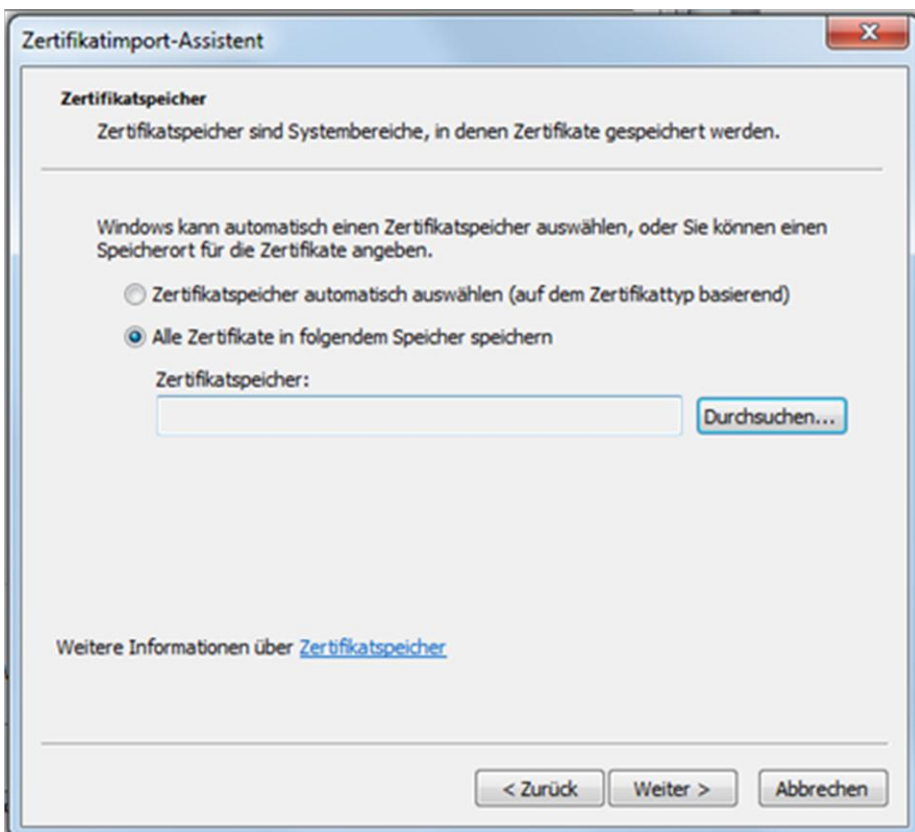 Zertifikatimport-Assistent
Zertifikatspeicher
Zertifikatspeicher sind Systembereiche, in denen Zertifikate gespeichert werden.
Windows kann automatisch einen Zertifikatspeicher auswählen, oder Sie können einen
Speicherort für die Zertifikate angeben.
Zertifikatspeicher automatisch auswählen (auf dem Zertifikattyp basierend)
Alle Zertifikate in folgendem Speicher speichern
Zertifikatspeicher:
Durchsuchen...
Weitere Informationen über Zertifikatspeicher
< Zurück
Weiter >
Abbrechen